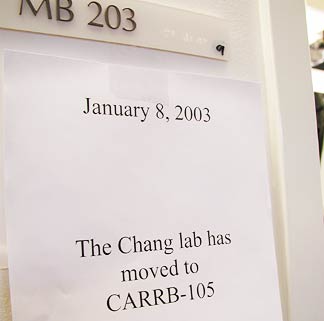 MB 203
9
January 8, 2003
The Chang lab has
moved to
CARRB-105